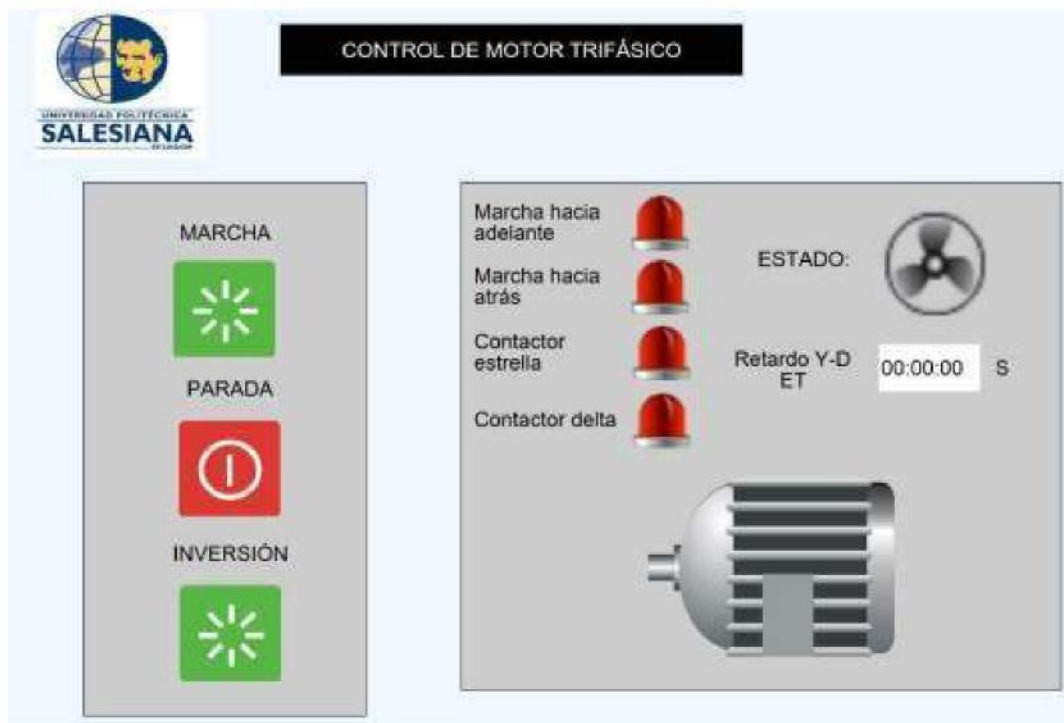 CONTROL DE MOTOR TRIFÁSICO
UNIVERSIDAD POLITÉCNICA
SALESIANA
ECUADOR
MARCHA
PARADA
INVERSIÓN
Marcha hacia
adelante
Marcha hacia
atrás
Contactor
estrella
Contactor delta
ESTADO:
Retardo Y-D
ET
00:00:00 S